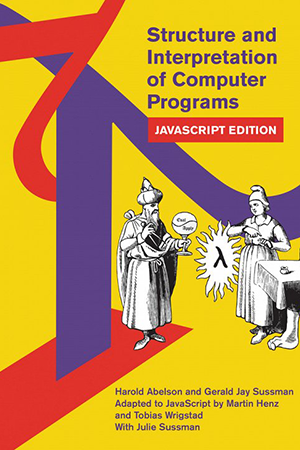 Structure and
Interpretation
of Computer
Programs
JAVASCRIPT EDITION
λ
Harold Abelson and Gerald Jay Sussman
Adapted to JavaScript by Martin Henz
and Tobias Wrigstad
With Julie Sussman